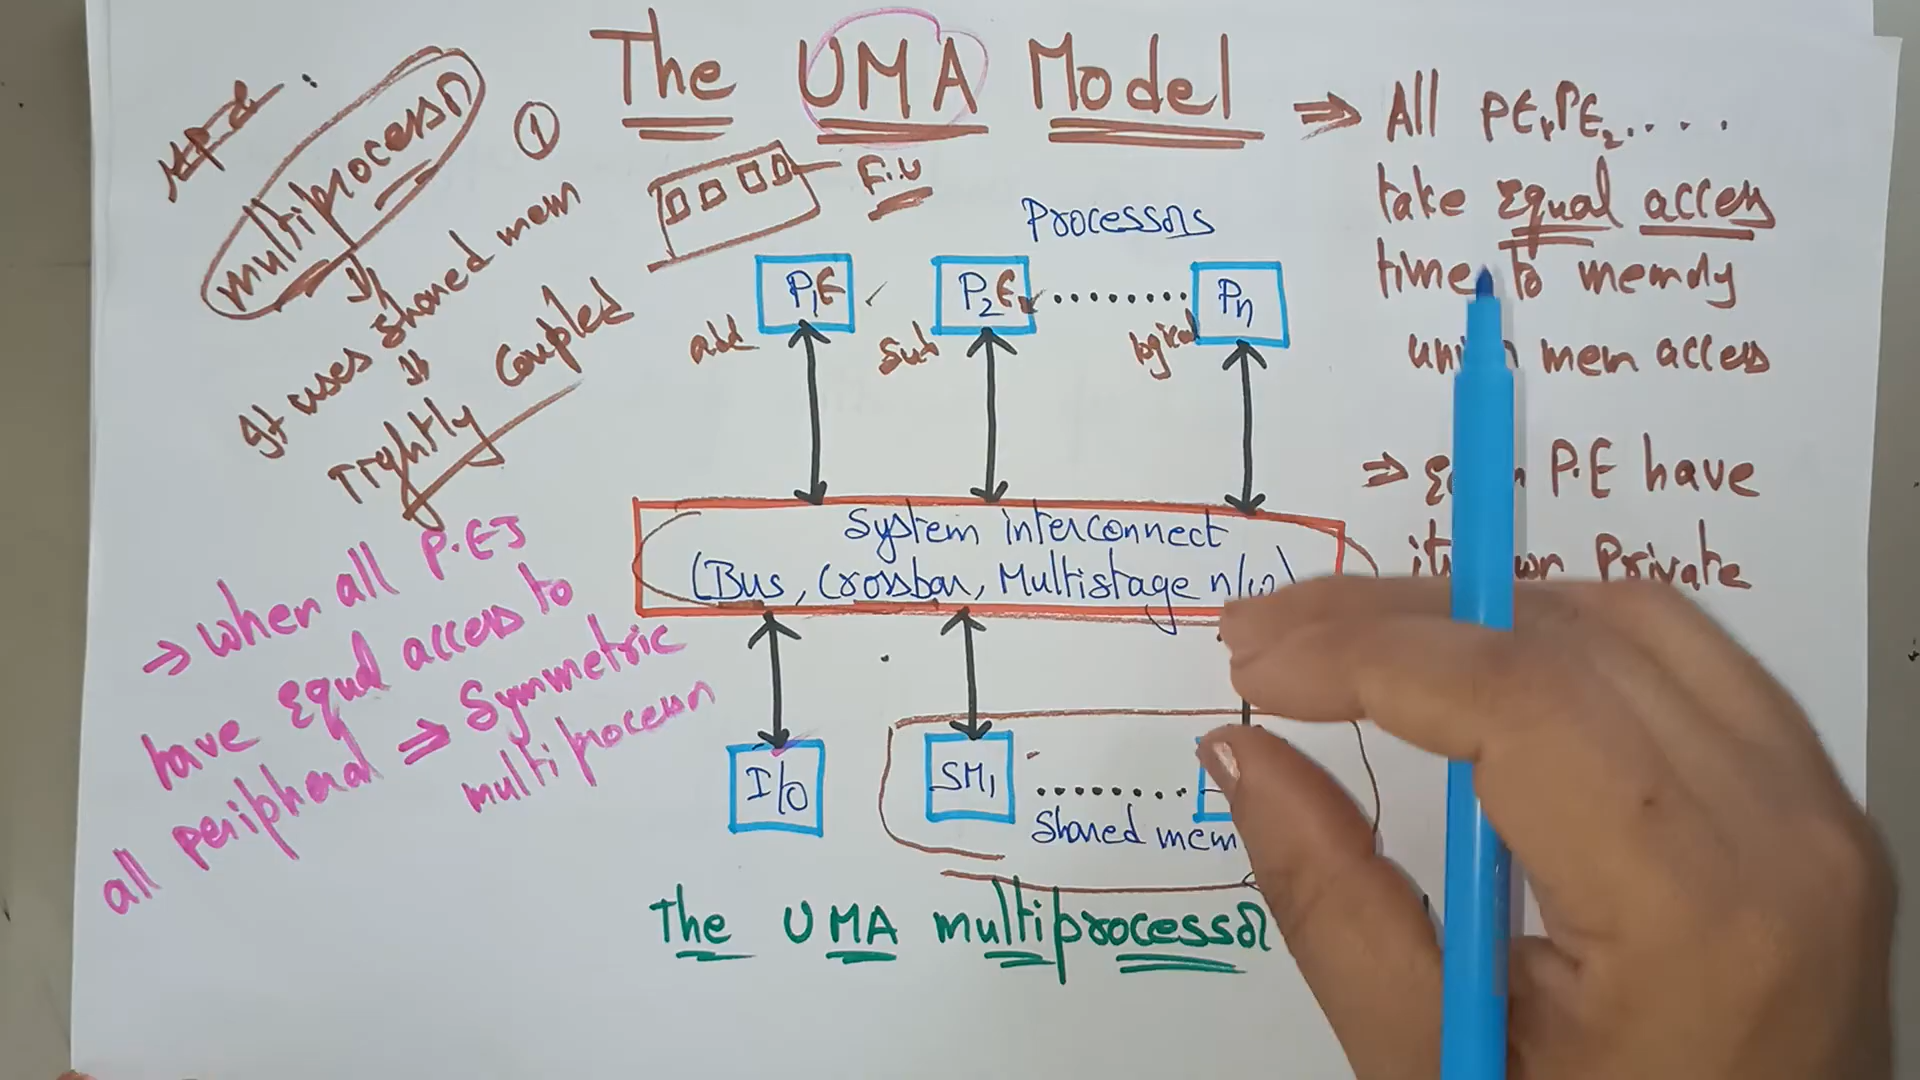 The UMA Model
multiprocessor
①
It uses shared mem
Tightly Coupled
F.U
Processors
P1E
P2E
Pn
add
Sub
logical
System interconnect
(Bus, Crossbar, Multistage n/w)
I/O
SM1
Shared mem
The UMA multiprocessor
⇒ When all P.Es
have equal access to
all peripheral ⇒ Symmetric
multiprocessor
⇒ All PE1, PE2 . . . .
take Equal access
time to memory
mem access
⇒ P.E have
Private